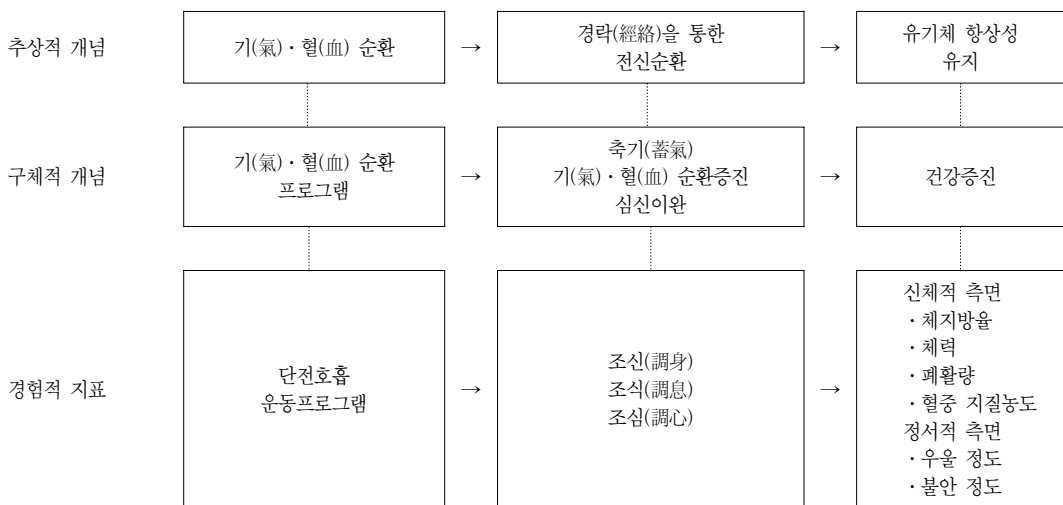 추상적 개념
기(氣)·혈(血) 순환
→
경락(經絡)을 통한
전신순환
→
유기체 항상성
유지
구체적 개념
기(氣)·혈(血) 순환
프로그램
→
축기(蓄氣)
기(氣)·혈(血) 순환증진
심신이완
→
건강증진
경험적 지표
단전호흡
운동프로그램
→
조신(調身)
조식(調息)
조심(調心)
→
신체적 측면
·체지방율
·체력
·폐활량
·혈중 지질농도
정서적 측면
·우울 정도
·불안 정도